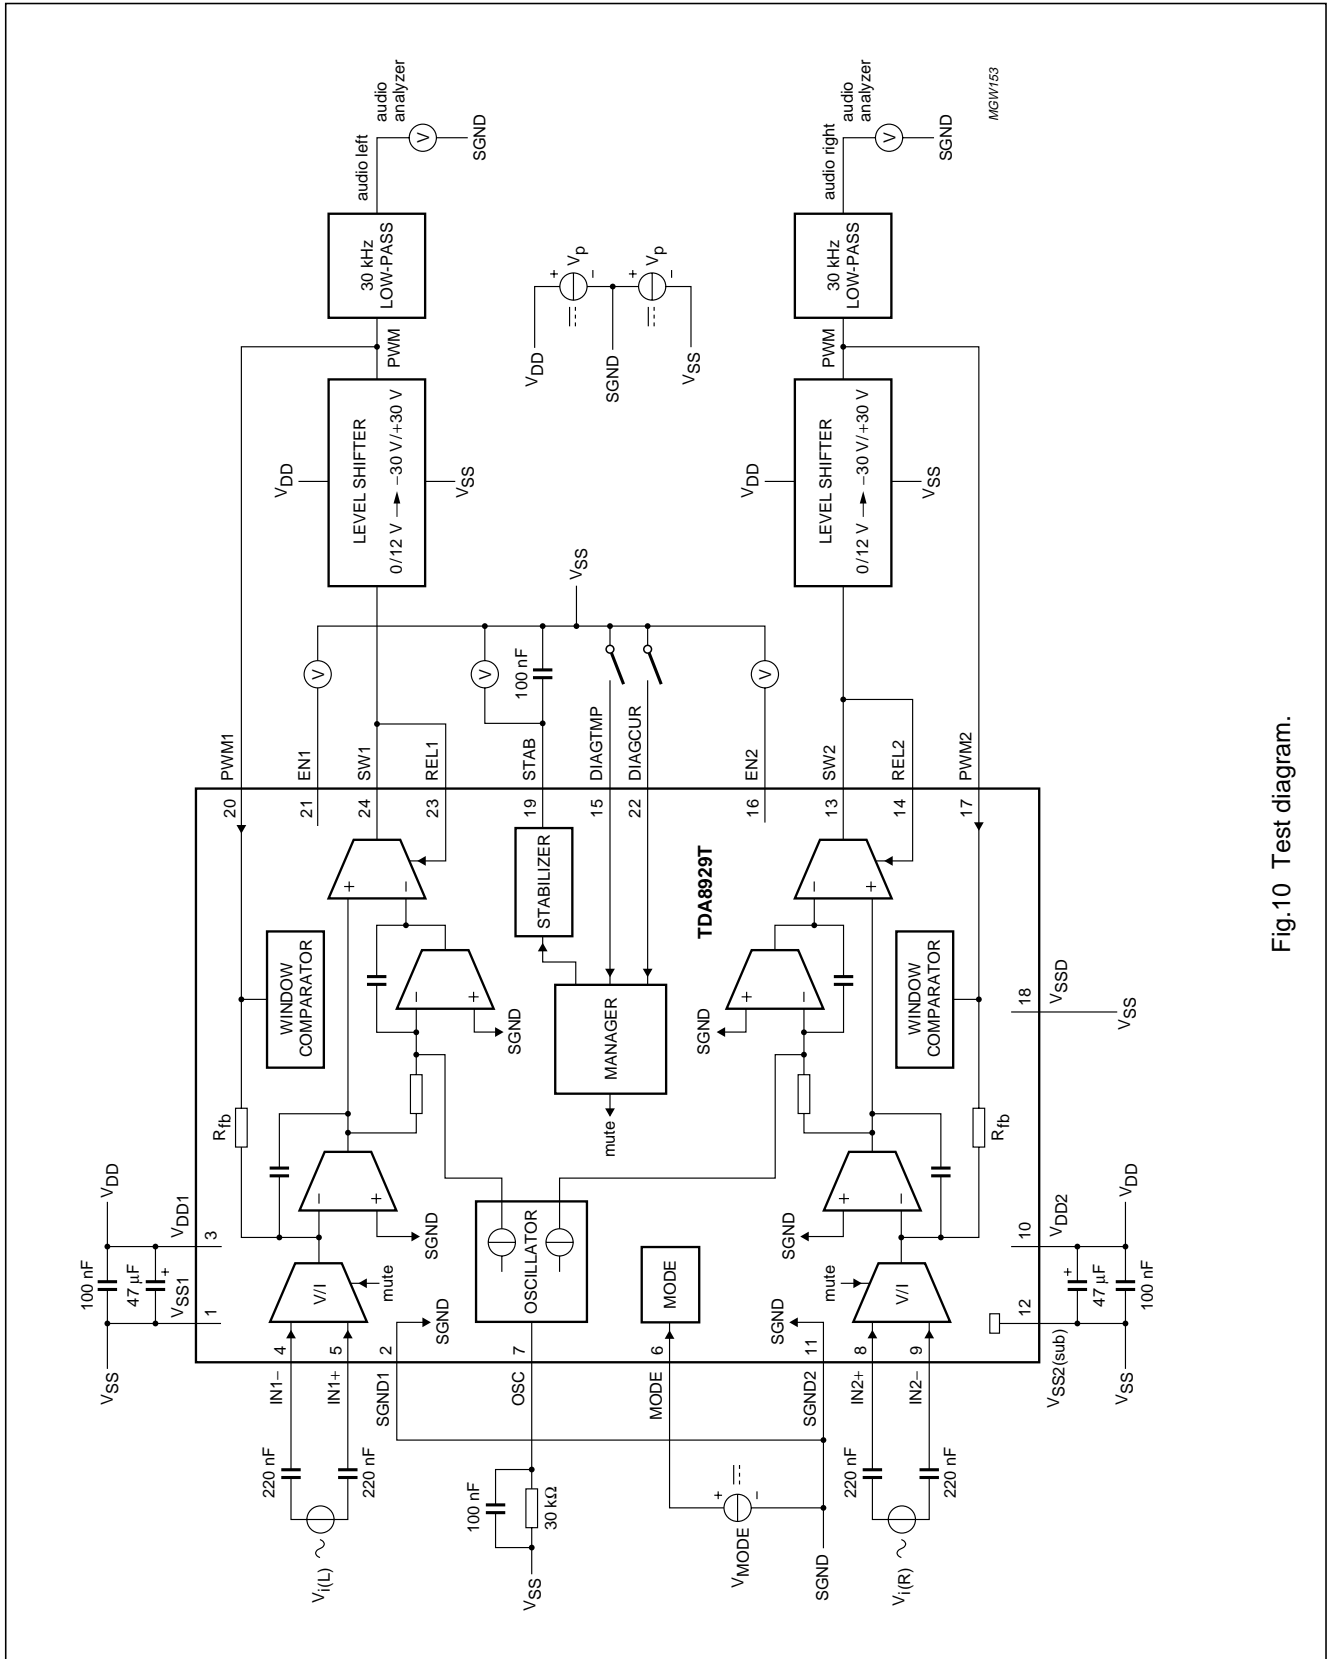 VDD
VSS
100 nF
47 µF
+
VDD1
VSS1
3
1
Vi(L)
220 nF
220 nF
IN1−
IN1+
4
5
V/I
mute
Rfb
−
+
SGND
WINDOW
COMPARATOR
−
+
SGND
+
−
20
PWM1
21
EN1
24
SW1
23
REL1
V
VDD
LEVEL SHIFTER
0/12 V
−30 V/+30 V
VSS
PWM
30 kHz
LOW-PASS
audio left
audio
analyzer
V
SGND
SGND1
2
SGND
VSS
100 nF
30 kΩ
OSC
7
OSCILLATOR
STABILIZER
19
STAB
V
100 nF
VSS
MANAGER
mute
15
DIAGTMP
22
DIAGCUR
VDD
SGND
VSS
+
Vp
−
+
Vp
−
VMODE
+
−
MODE
6
MODE
TDA8929T
16
EN2
V
SGND
SGND2
11
SGND
Vi(R)
220 nF
220 nF
IN2+
IN2−
8
9
mute
V/I
SGND
+
−
Rfb
SGND
+
−
WINDOW
COMPARATOR
−
+
13
SW2
14
REL2
17
PWM2
VDD
LEVEL SHIFTER
0/12 V
−30 V/+30 V
VSS
PWM
30 kHz
LOW-PASS
audio right
audio
analyzer
V
SGND
12
VSS2(sub)
10
VDD2
18
VSSD
+
47 µF
100 nF
VSS
VDD
VSS
MGW153
Fig.10 Test diagram.